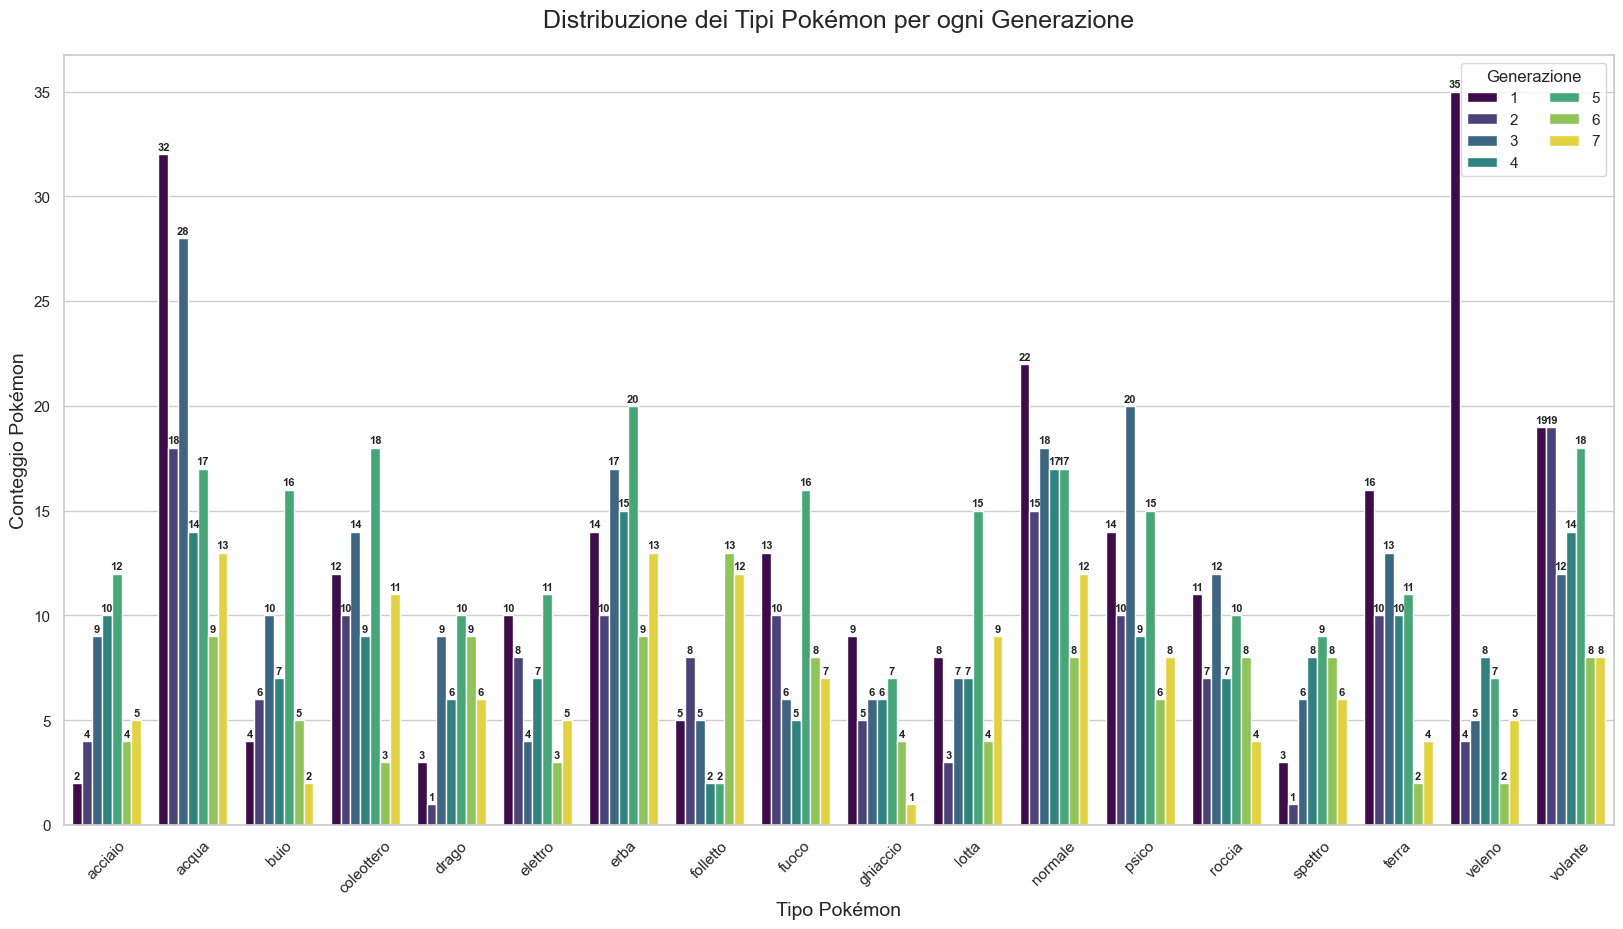 Distribuzione dei Tipi Pokémon per ogni Generazione
Generazione
1 5
2 6
3 7
4
Conteggio Pokémon
35
30
25
20
15
10
5
0
2 4 9 10 12 4 5
32 18 28 14 17 9 13
4 6 10 7 16 5 2
12 10 14 9 18 3 11
3 1 9 6 10 9 6
10 8 4 7 11 3 5
14 10 17 15 20 9 13
5 8 5 2 2 13 12
13 10 6 5 16 8 7
9 5 6 6 7 4 1
8 3 7 7 15 4 9
22 15 18 17 17 8 12
14 10 20 9 15 6 8
11 7 12 7 10 8 4
3 1 6 8 9 8 6
16 10 13 10 11 2 4
35 4 5 8 7 2 5
19 19 12 14 18 8 8
acciaio
acqua
buio
coleottero
drago
elettro
erba
folletto
fuoco
ghiaccio
lotta
normale
psico
roccia
spettro
terra
veleno
volante
Tipo Pokémon